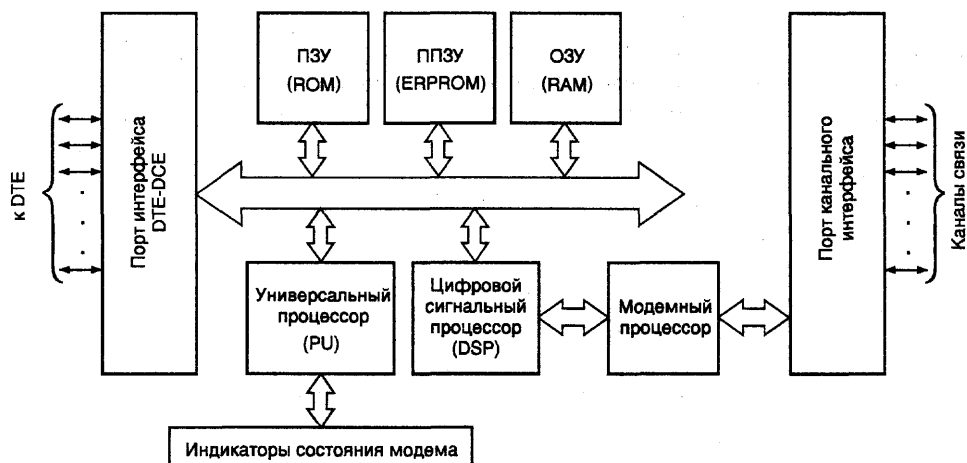 ПЗУ
(ROM)
ППЗУ
(ERPROM)
ОЗУ
(RAM)
к DTE
Порт интерфейса
DTE-DCE
Порт канального
интерфейса
Каналы связи
Универсальный
процессор
(PU)
Цифровой
сигнальный
процессор
(DSP)
Модемный
процессор
Индикаторы состояния модема